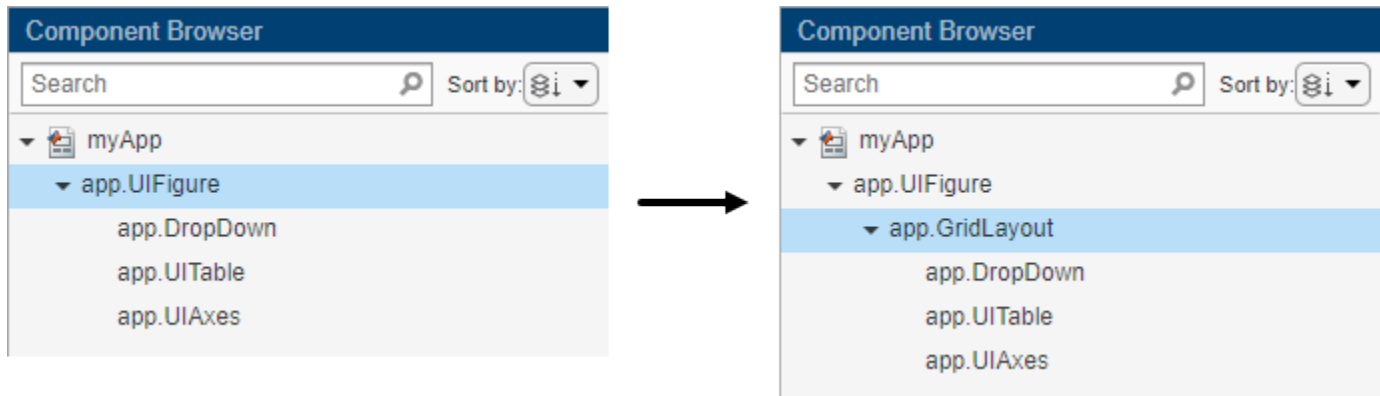 Component Browser
Search Sort by:
myApp
app.UIFigure
app.DropDown
app.UITable
app.UIAxes
Component Browser
Search Sort by:
myApp
app.UIFigure
app.GridLayout
app.DropDown
app.UITable
app.UIAxes